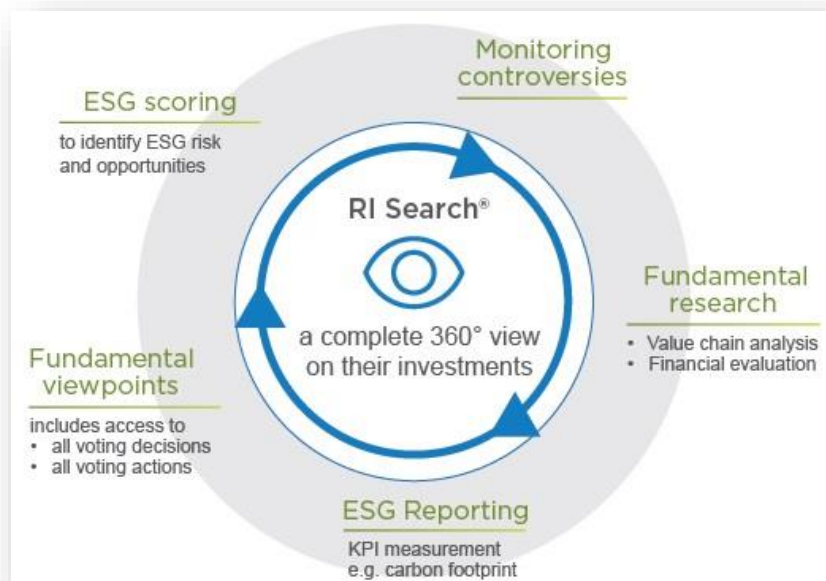 Monitoring
controversies
ESG scoring
to identify ESG risk
and opportunities
RI Search®
a complete 360° view
on their investments
Fundamental
research
• Value chain analysis
• Financial evaluation
Fundamental
viewpoints
includes access to
• all voting decisions
• all voting actions
ESG Reporting
KPI measurement
e.g. carbon footprint